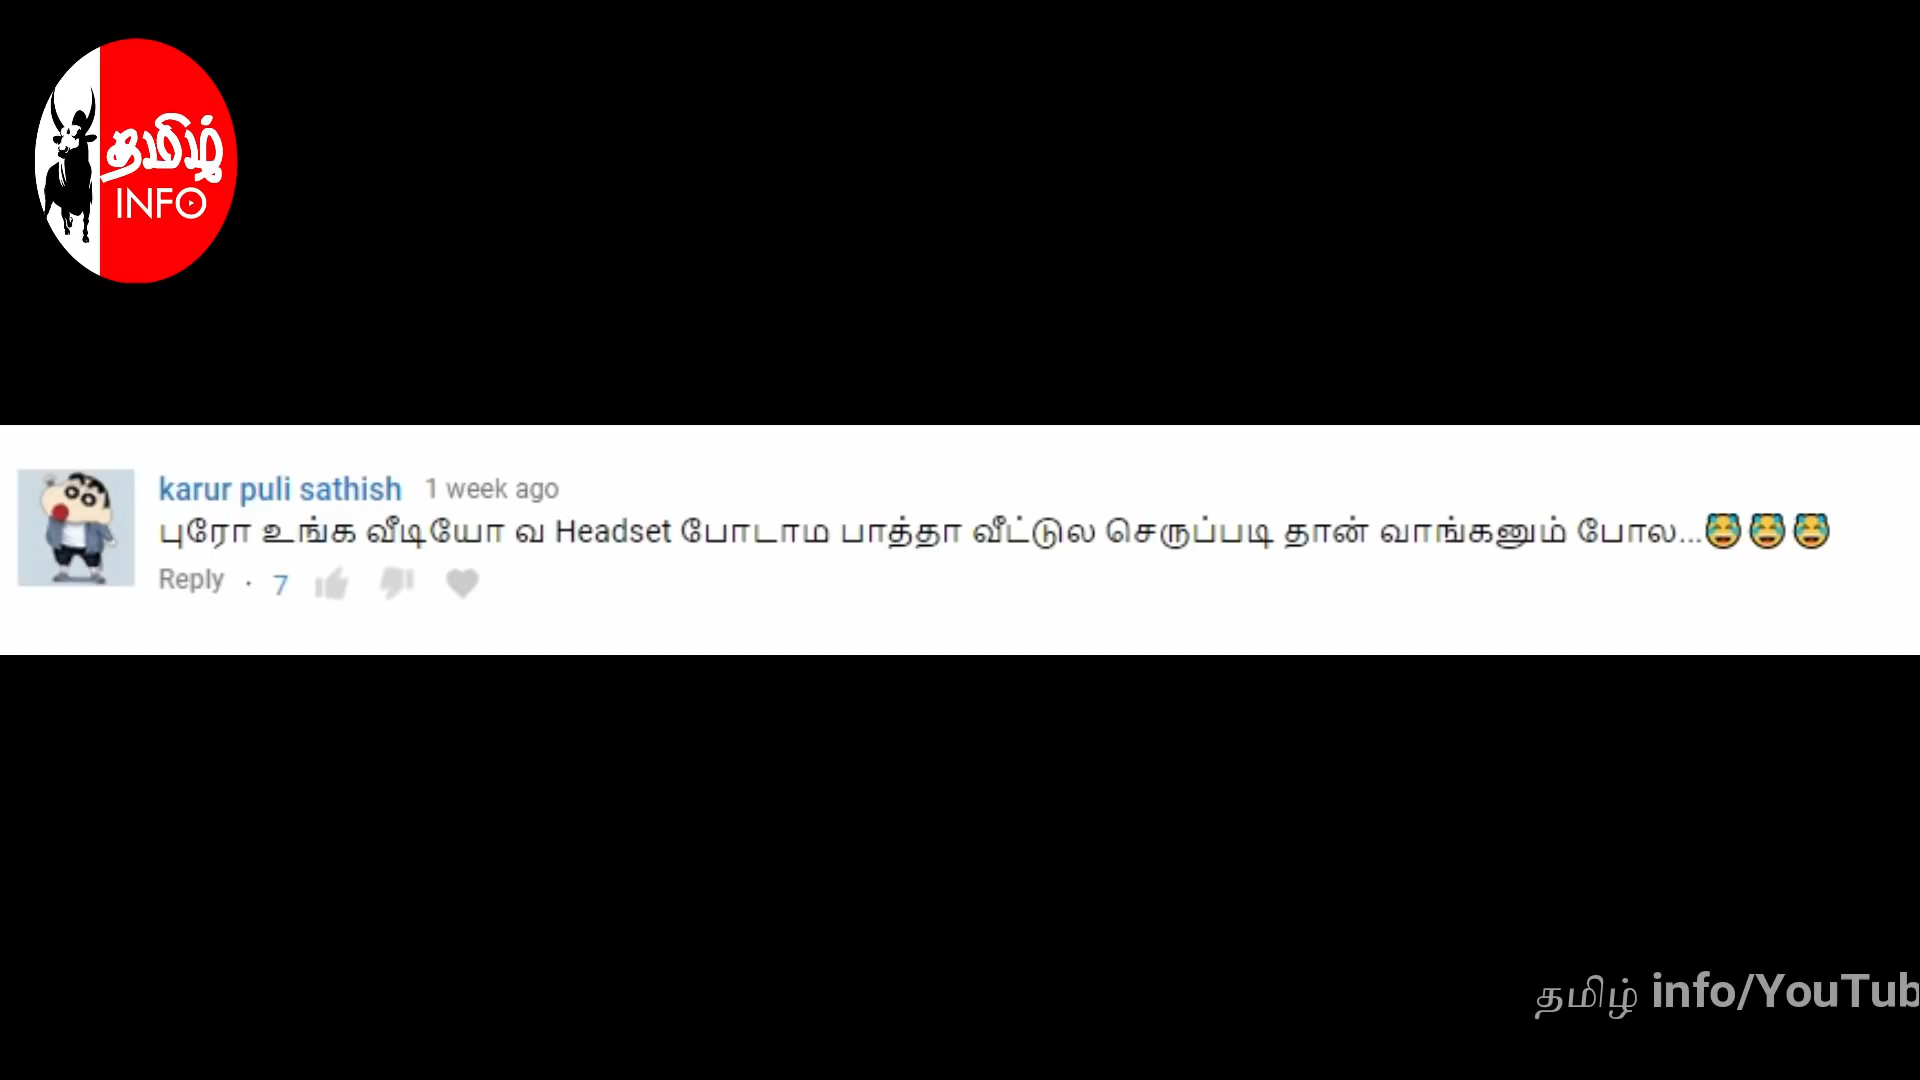 தமிழ்
INFO
karur puli sathish 1 week ago
புரோ உங்க வீடியோ வ Headset போடாம பாத்தா வீட்டுல செருப்படி தான் வாங்கனும் போல...😂😂😂
Reply · 7
தமிழ் info/YouTub